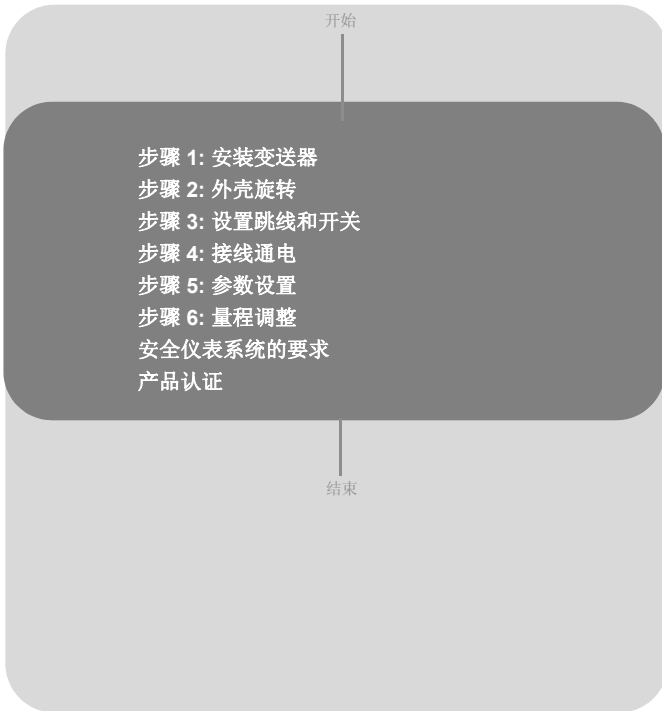 开始
步骤 1: 安装变送器
步骤 2: 外壳旋转
步骤 3: 设置跳线和开关
步骤 4: 接线通电
步骤 5: 参数设置
步骤 6: 量程调整
安全仪表系统的要求
产品认证
结束